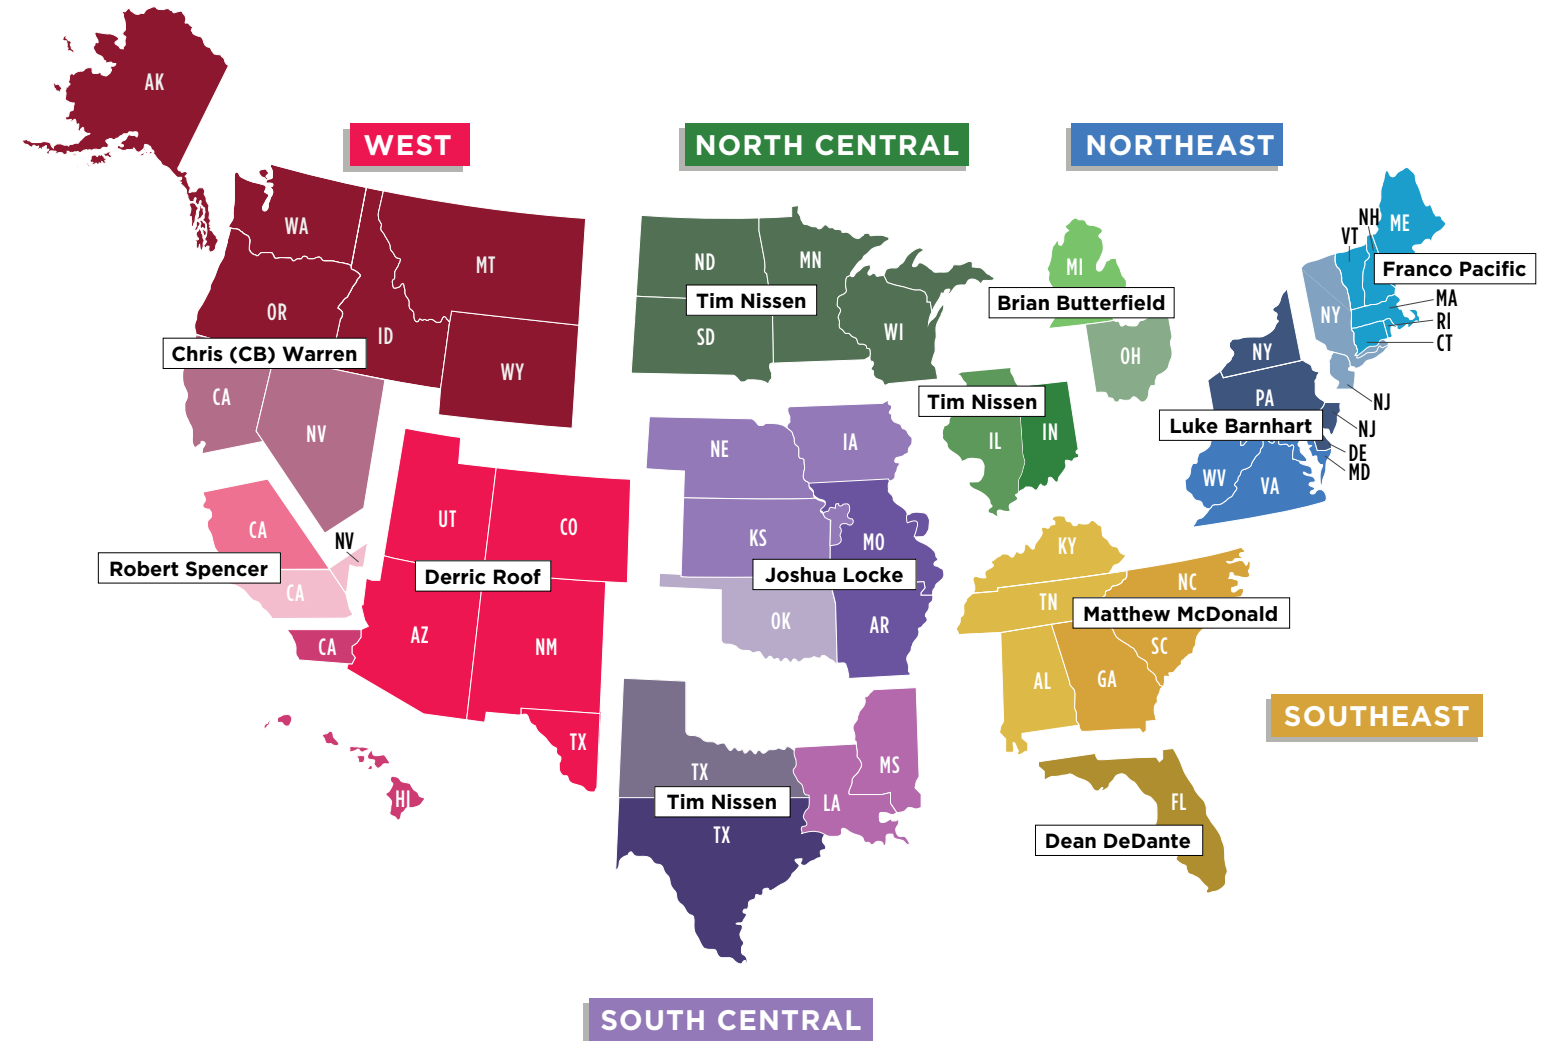 AK
WEST
NORTH CENTRAL
NORTHEAST
WA
MT
OR
ID
WY
Chris (CB) Warren
CA
NV
ND
MN
Tim Nissen
SD
WI
MI
Brian Butterfield
OH
Tim Nissen
IL
IN
NH
ME
VT
Franco Pacific
NY
MA
RI
CT
NY
PA
NJ
Luke Barnhart
NJ
DE
MD
WV
VA
CA
NV
Robert Spencer
CA
CA
HI
UT
CO
Derric Roof
AZ
NM
TX
NE
IA
KS
MO
Joshua Locke
OK
AR
TX
Tim Nissen
TX
LA
MS
KY
NC
TN
Matthew McDonald
SC
AL
GA
SOUTHEAST
FL
Dean DeDante
SOUTH CENTRAL